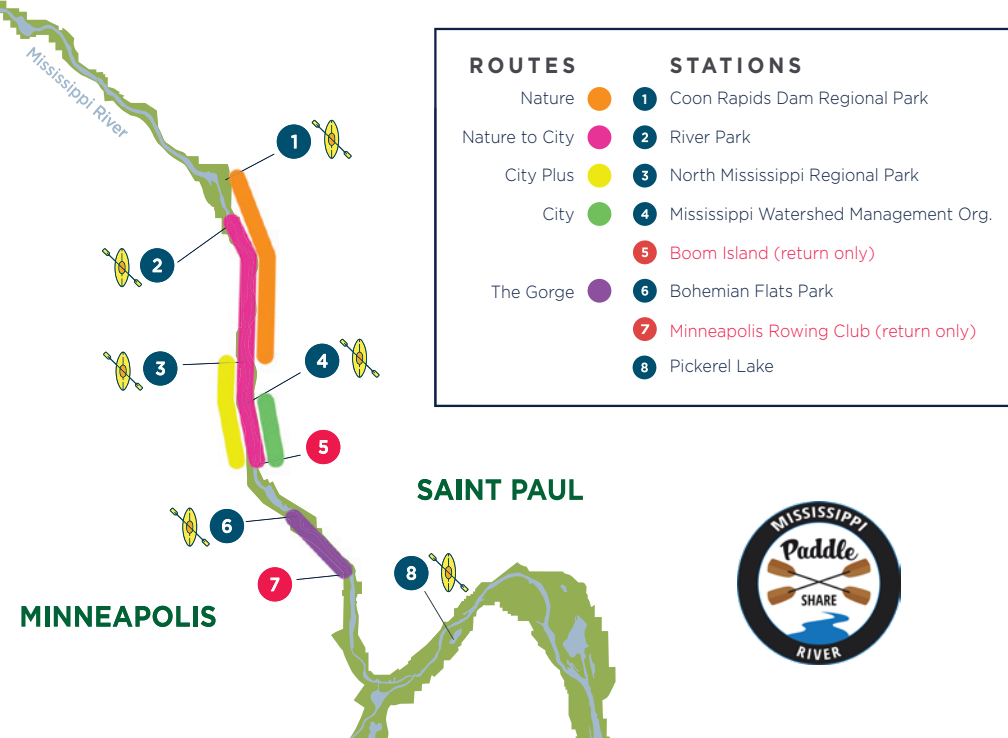 Mississippi River
1
2
3
4
5
6
7
8
SAINT PAUL
MINNEAPOLIS
ROUTES
Nature
Nature to City
City Plus
City
The Gorge
STATIONS
1 Coon Rapids Dam Regional Park
2 River Park
3 North Mississippi Regional Park
4 Mississippi Watershed Management Org.
5 Boom Island (return only)
6 Bohemian Flats Park
7 Minneapolis Rowing Club (return only)
8 Pickerel Lake
MISSISSIPPI
Paddle
SHARE
RIVER